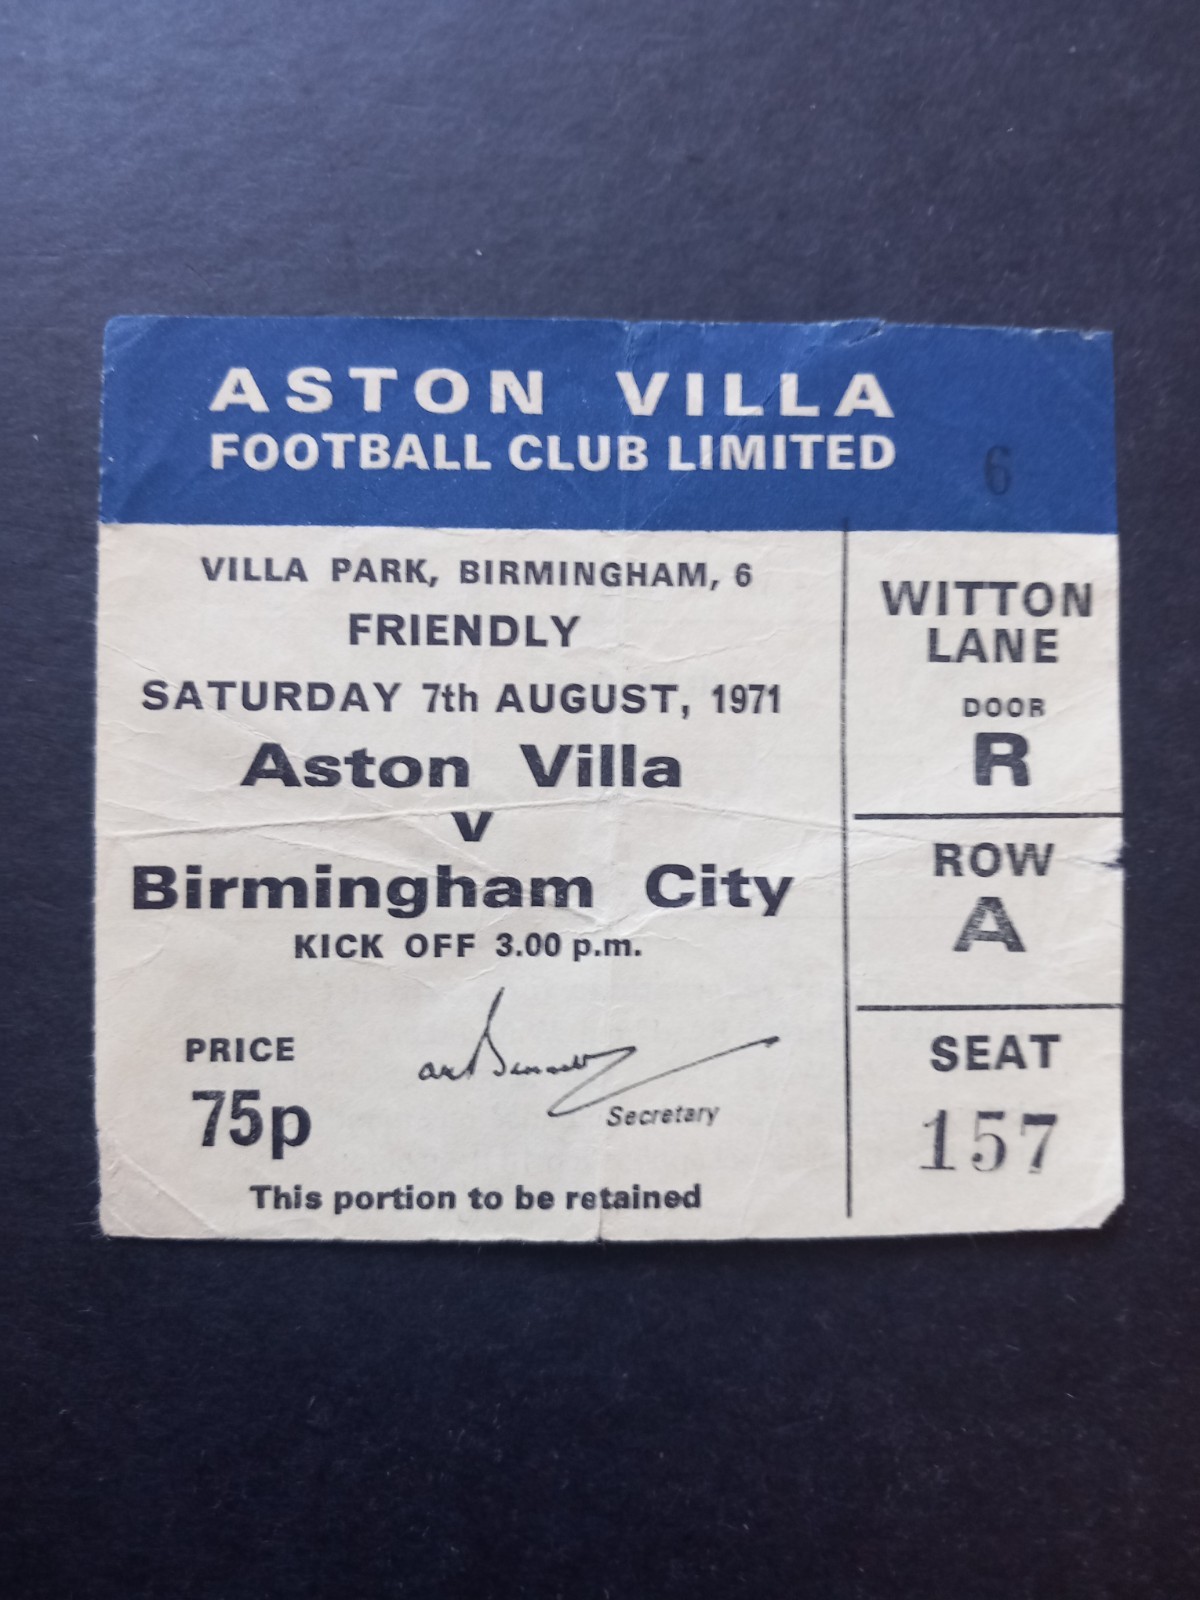 ASTON VILLA
FOOTBALL CLUB LIMITED
6
VILLA PARK, BIRMINGHAM, 6
FRIENDLY
SATURDAY 7th AUGUST, 1971
Aston Villa
v
Birmingham City
KICK OFF 3.00 p.m.
PRICE
75p
Secretary
This portion to be retained
WITTON
LANE
DOOR
R
ROW
A
SEAT
157